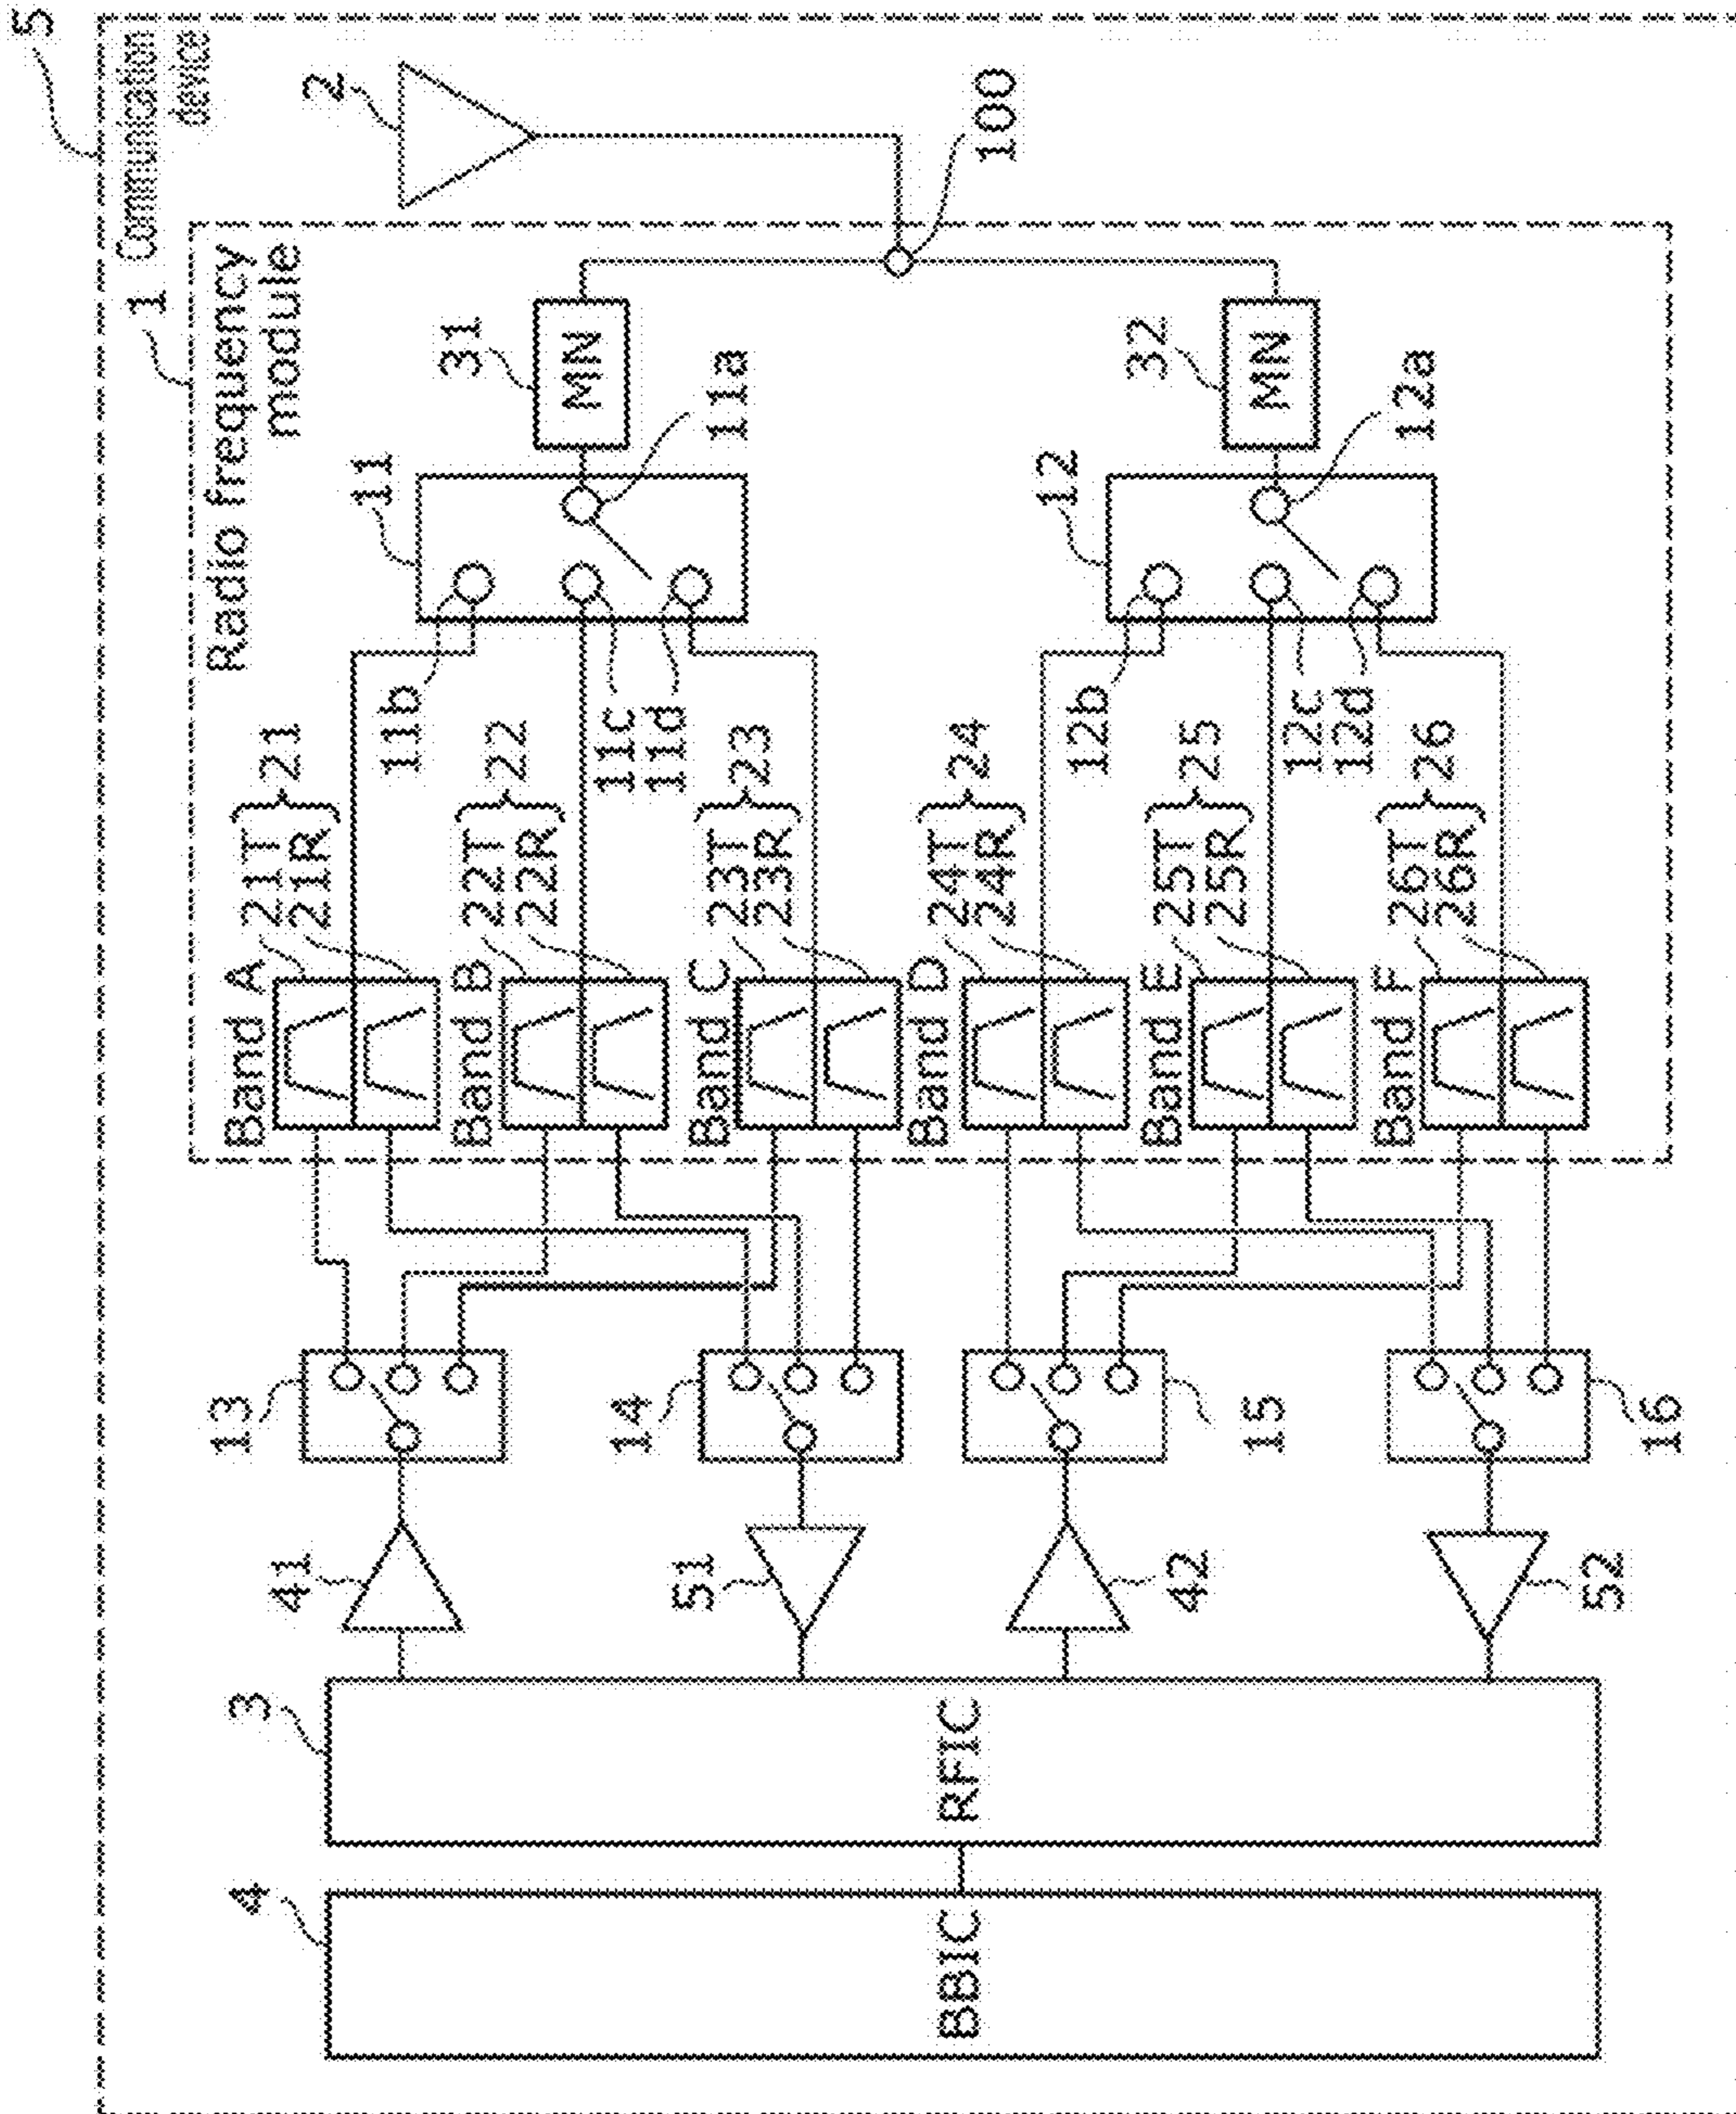 5
Communication
device
1
Radio frequency
module
2
100
31
MN
11
11a
11b
11c
11d
32
MN
12
12a
12b
12c
12d
Band A
21T
21R
21
Band B
22T
22R
22
Band C
23T
23R
23
Band D
24T
24R
24
Band E
25T
25R
25
Band F
26T
26R
26
13
14
15
16
41
51
42
52
3
RFIC
4
BBIC